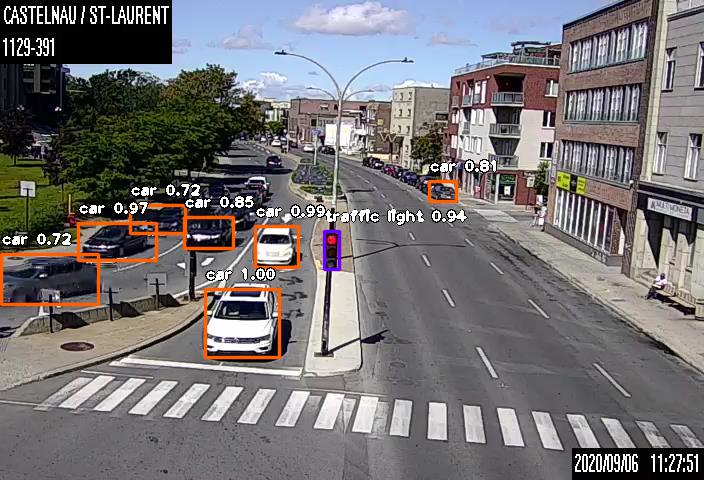 CASTELNAU / ST-LAURENT
1129-391
car 0.81
car 0.72
car 0.97
car 0.85
car 0.99
traffic light 0.94
car 0.72
car 1.00
2020/09/06 11:27:51